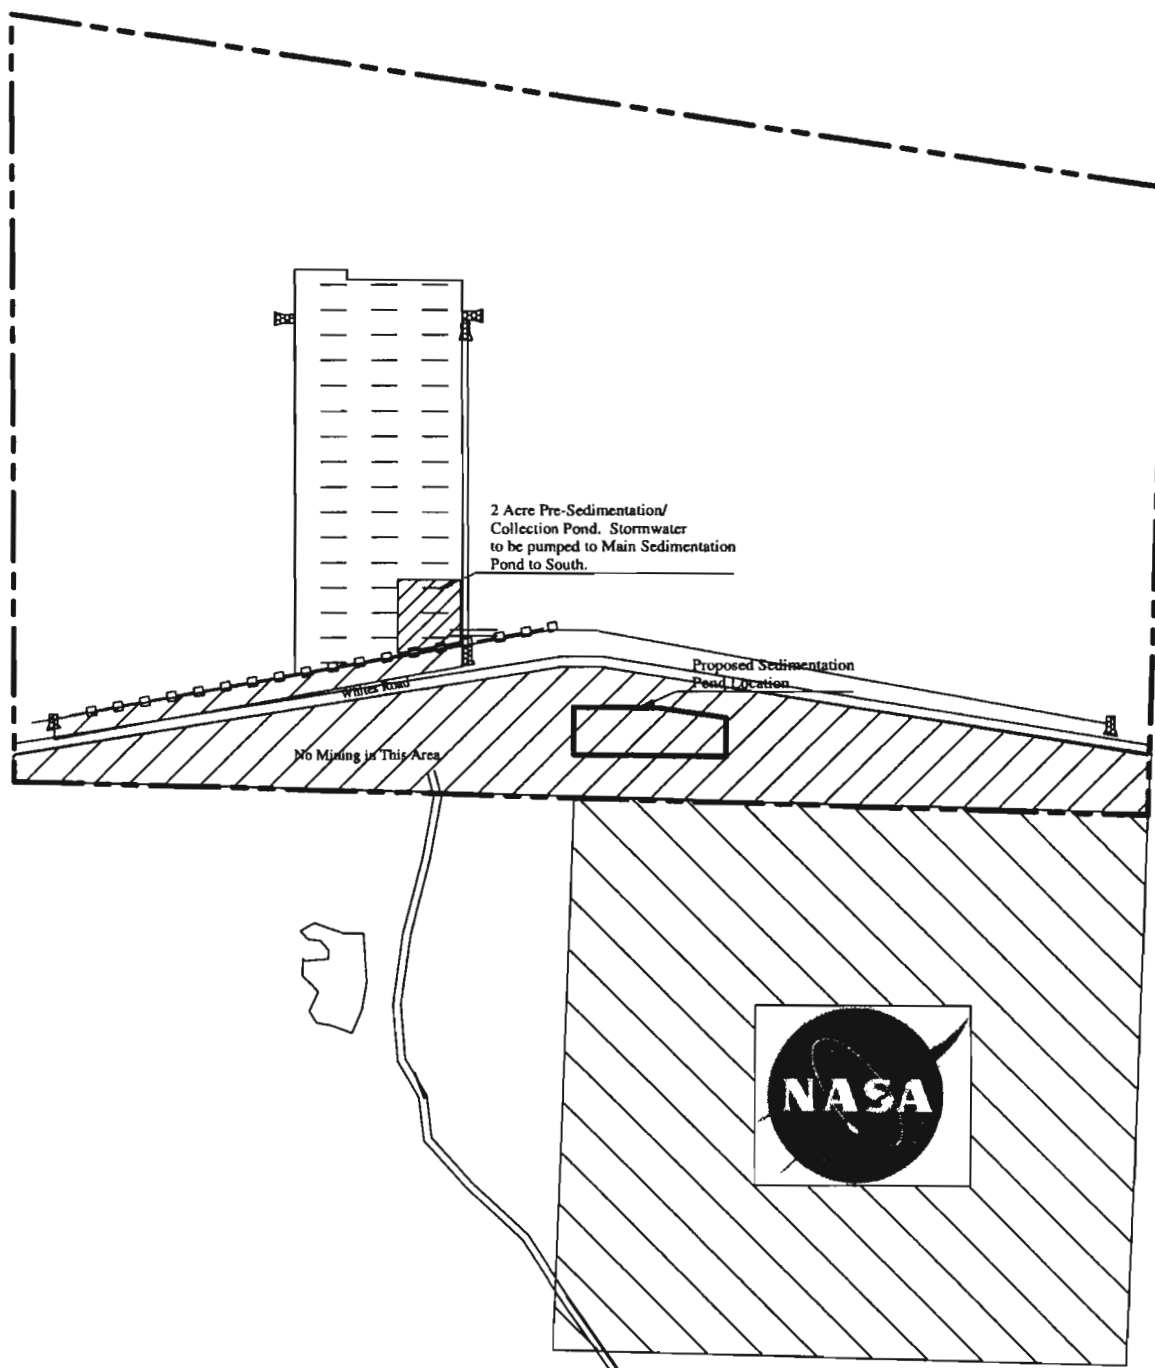 2 Acre Pre-Sedimentation/
Collection Pond. Stormwater
to be pumped to Main Sedimentation
Pond to South.
Proposed Sedimentation
Pond Location
Whites Road
No Mining in This Area
NASA